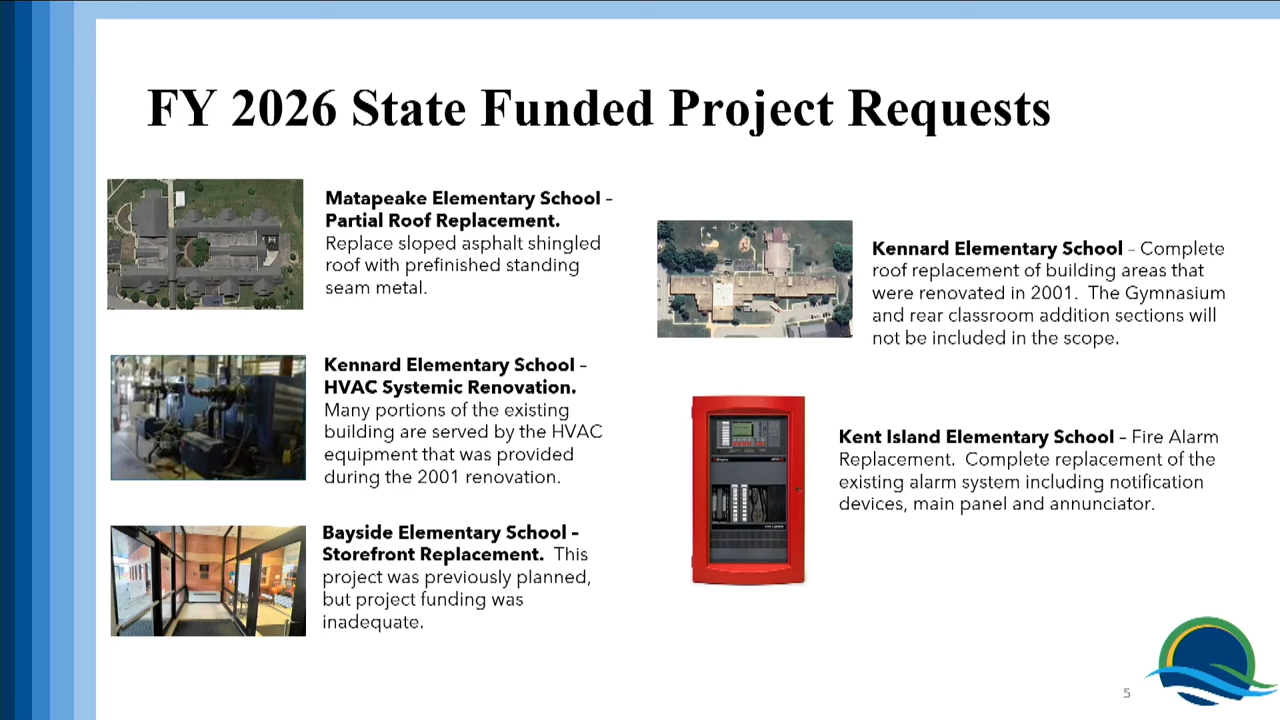 FY 2026 State Funded Project Requests
Matapeake Elementary School –
Partial Roof Replacement.
Replace sloped asphalt shingled
roof with prefinished standing
seam metal.
Kennard Elementary School –
HVAC Systemic Renovation.
Many portions of the existing
building are served by the HVAC
equipment that was provided
during the 2001 renovation.
Bayside Elementary School –
Storefront Replacement.  This
project was previously planned,
but project funding was
inadequate.
Kennard Elementary School – Complete
roof replacement of building areas that
were renovated in 2001.  The Gymnasium
and rear classroom addition sections will
not be included in the scope.
Kent Island Elementary School – Fire Alarm
Replacement.  Complete replacement of the
existing alarm system including notification
devices, main panel and annunciator.
5